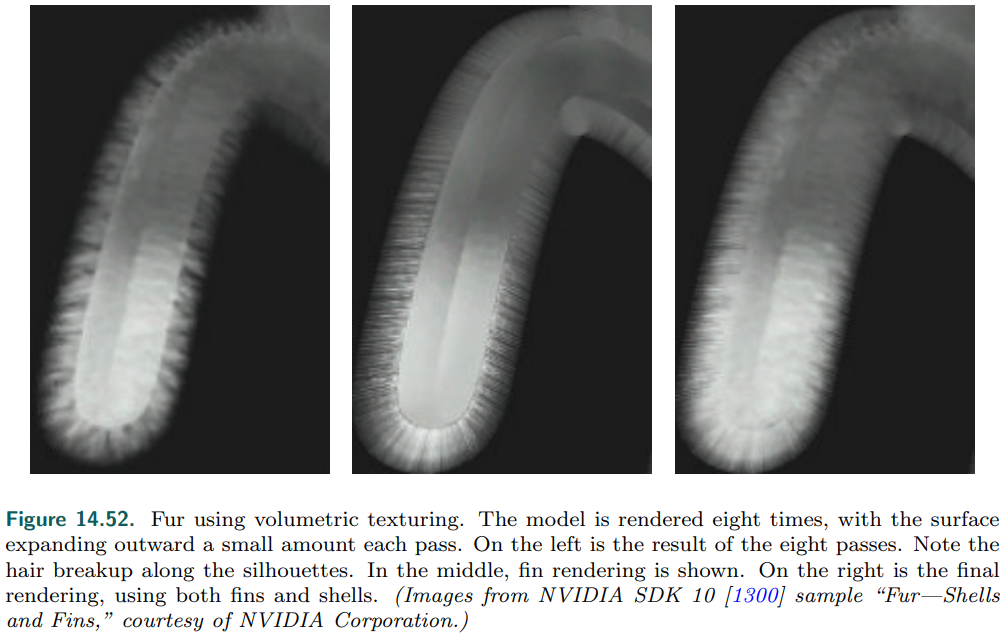 Figure 14.52. Fur using volumetric texturing. The model is rendered eight times, with the surface
expanding outward a small amount each pass. On the left is the result of the eight passes. Note the
hair breakup along the silhouettes. In the middle, fin rendering is shown. On the right is the final
rendering, using both fins and shells. (Images from NVIDIA SDK 10 [1300] sample “Fur—Shells
and Fins,” courtesy of NVIDIA Corporation.)